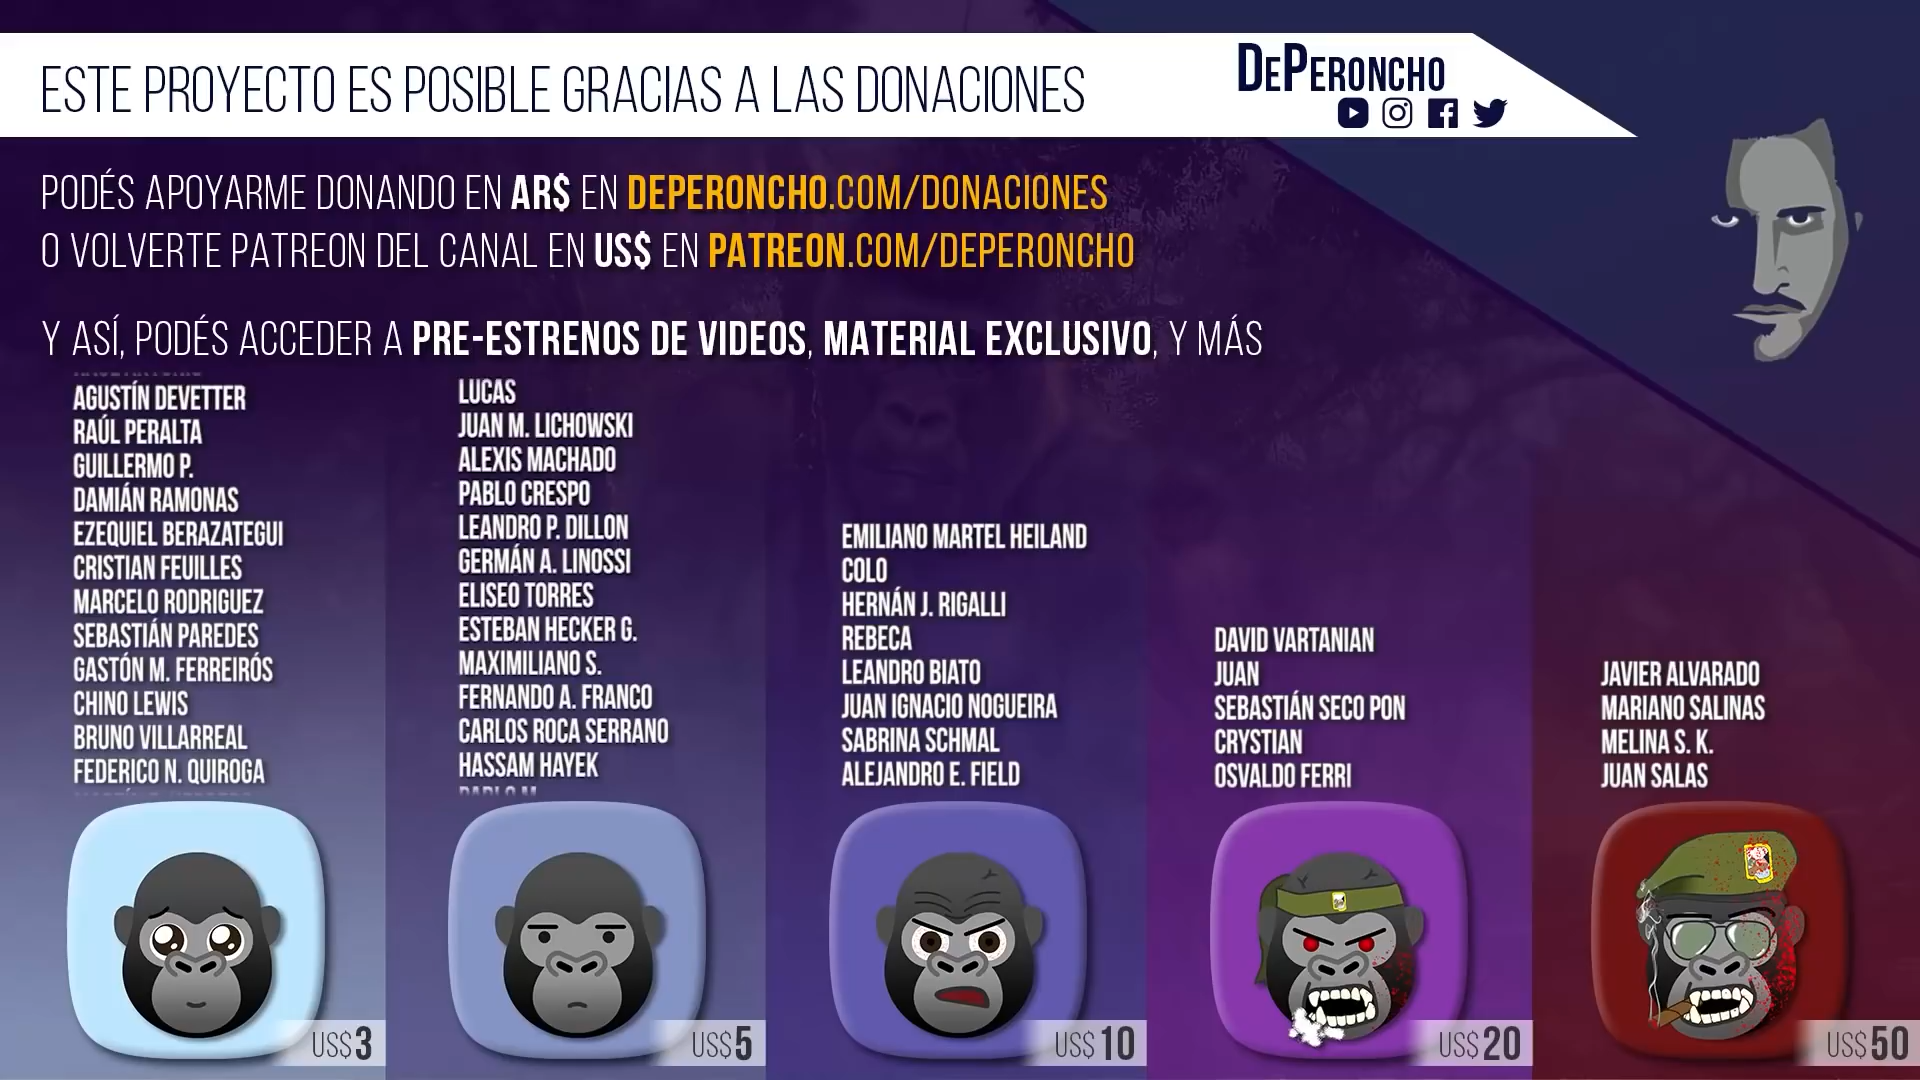 ESTE PROYECTO ES POSIBLE GRACIAS A LAS DONACIONES
DEPERONCHO
PODÉS APOYARME DONANDO EN AR$ EN DEPERONCHO.COM/DONACIONES
O VOLVERTE PATREON DEL CANAL EN US$ EN PATREON.COM/DEPERONCHO
Y ASÍ, PODÉS ACCEDER A PRE-ESTRENOS DE VIDEOS, MATERIAL EXCLUSIVO, Y MÁS
AGUSTÍN DEVETTER
RAÚL PERALTA
GUILLERMO P.
DAMIÁN RAMONAS
EZEQUIEL BERAZATEGUI
CRISTIAN FEUILLES
MARCELO RODRIGUEZ
SEBASTIÁN PAREDES
GASTÓN M. FERREIRÓS
CHINO LEWIS
BRUNO VILLARREAL
FEDERICO N. QUIROGA
US$ 3
LUCAS
JUAN M. LICHOWSKI
ALEXIS MACHADO
PABLO CRESPO
LEANDRO P. DILLON
GERMÁN A. LINOSSI
ELISEO TORRES
ESTEBAN HECKER G.
MAXIMILIANO S.
FERNANDO A. FRANCO
CARLOS ROCA SERRANO
HASSAM HAYEK
US$ 5
EMILIANO MARTEL HEILAND
COLO
HERNÁN J. RIGALLI
REBECA
LEANDRO BIATO
JUAN IGNACIO NOGUEIRA
SABRINA SCHMAL
ALEJANDRO E. FIELD
US$ 10
DAVID VARTANIAN
JUAN
SEBASTIÁN SECO PON
CRYSTIAN
OSVALDO FERRI
US$ 20
JAVIER ALVARADO
MARIANO SALINAS
MELINA S. K.
JUAN SALAS
US$ 50